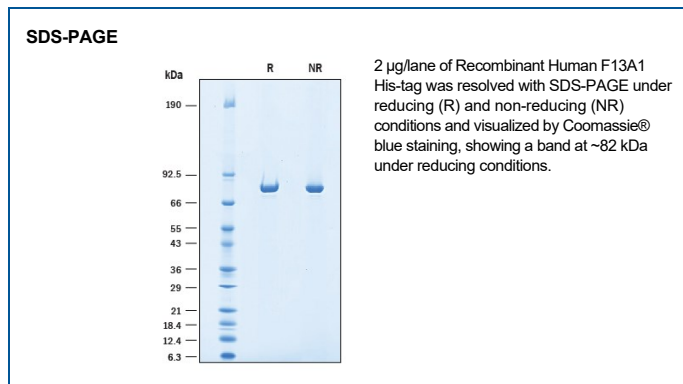 SDS-PAGE
kDa
R NR
190
92.5
66
55
43
36
29
21
18.4
12.4
6.3
2 µg/lane of Recombinant Human F13A1
His-tag was resolved with SDS-PAGE under
reducing (R) and non-reducing (NR)
conditions and visualized by Coomassie®
blue staining, showing a band at ~82 kDa
under reducing conditions.